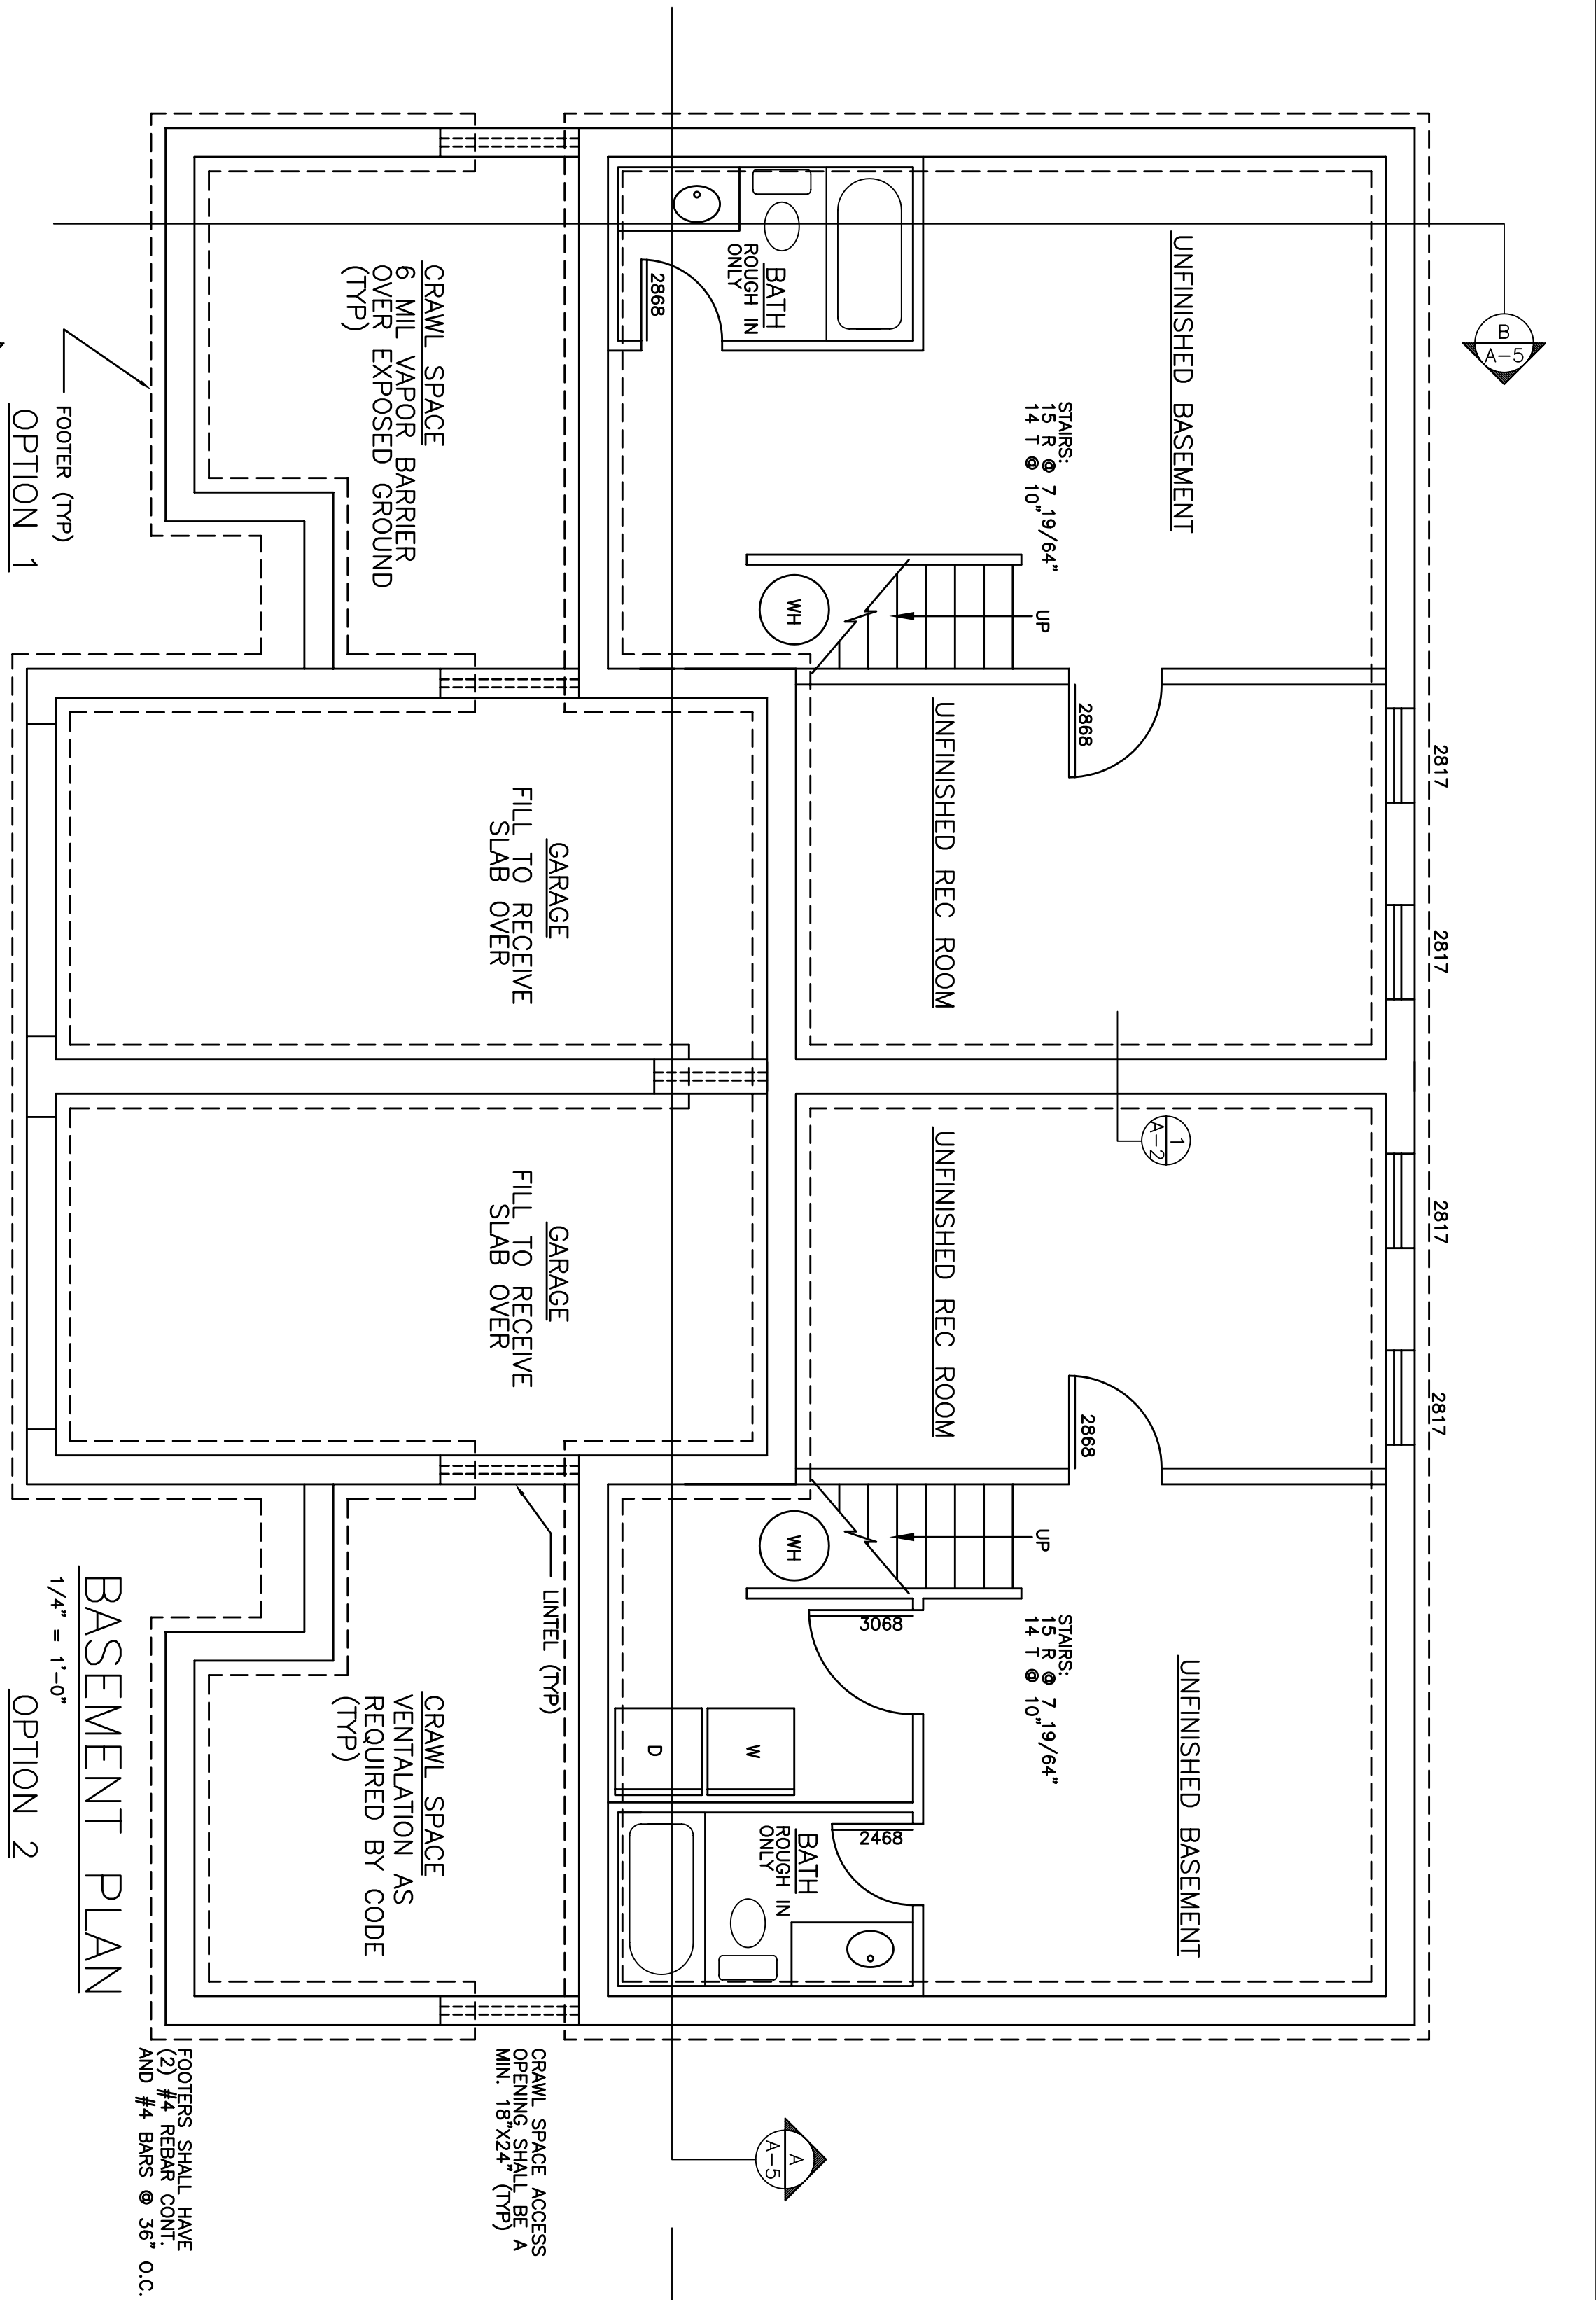 2817
2817
2817
2817
B
A-5
UNFINISHED BASEMENT
STAIRS:
15 R @ 7 19/64"
14 T @ 10"
UP
WH
2868
UNFINISHED REC ROOM
1
A-2
UNFINISHED REC ROOM
2868
UP
WH
STAIRS:
15 R @ 7 19/64"
14 T @ 10"
UNFINISHED BASEMENT
BATH
ROUGH IN
ONLY
2868
3068
W
D
2468
BATH
ROUGH IN
ONLY
A
A-5
CRAWL SPACE
6 MIL VAPOR BARRIER
OVER EXPOSED GROUND
(TYP)
GARAGE
FILL TO RECEIVE
SLAB OVER
GARAGE
FILL TO RECEIVE
SLAB OVER
LINTEL (TYP)
CRAWL SPACE
VENTALATION AS
REQUIRED BY CODE
(TYP)
CRAWL SPACE ACCESS
OPENING SHALL BE A
MIN. 18"X24" (TYP)
FOOTERS SHALL HAVE
(2) #4 REBAR CONT.
AND #4 BARS @ 36" O.C.
FOOTER (TYP)
OPTION 1
BASEMENT PLAN
1/4" = 1'-0"
OPTION 2